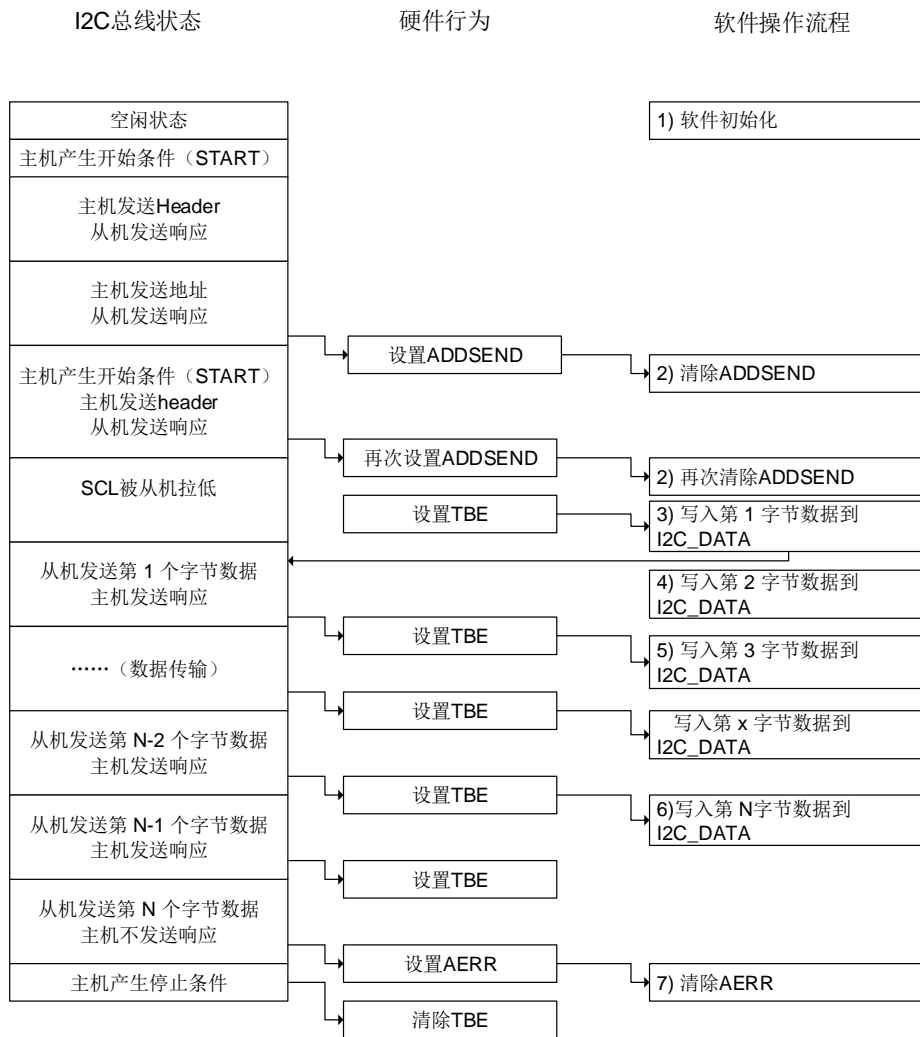 I2C总线状态
硬件行为
软件操作流程
空闲状态
1) 软件初始化
主机产生开始条件（START）
主机发送Header
从机发送响应
主机发送地址
从机发送响应
设置ADDSEND
2) 清除ADDSEND
主机产生开始条件（START）
主机发送header
从机发送响应
再次设置ADDSEND
2) 再次清除ADDSEND
SCL被从机拉低
设置TBE
3) 写入第 1 字节数据到
I2C_DATA
从机发送第 1 个字节数据
主机发送响应
4) 写入第 2 字节数据到
I2C_DATA
设置TBE
5) 写入第 3 字节数据到
I2C_DATA
……（数据传输）
设置TBE
写入第 x 字节数据到
I2C_DATA
从机发送第 N-2 个字节数据
主机发送响应
设置TBE
6)写入第 N字节数据到
I2C_DATA
从机发送第 N-1 个字节数据
主机发送响应
设置TBE
从机发送第 N 个字节数据
主机不发送响应
设置AERR
7) 清除AERR
主机产生停止条件
清除TBE